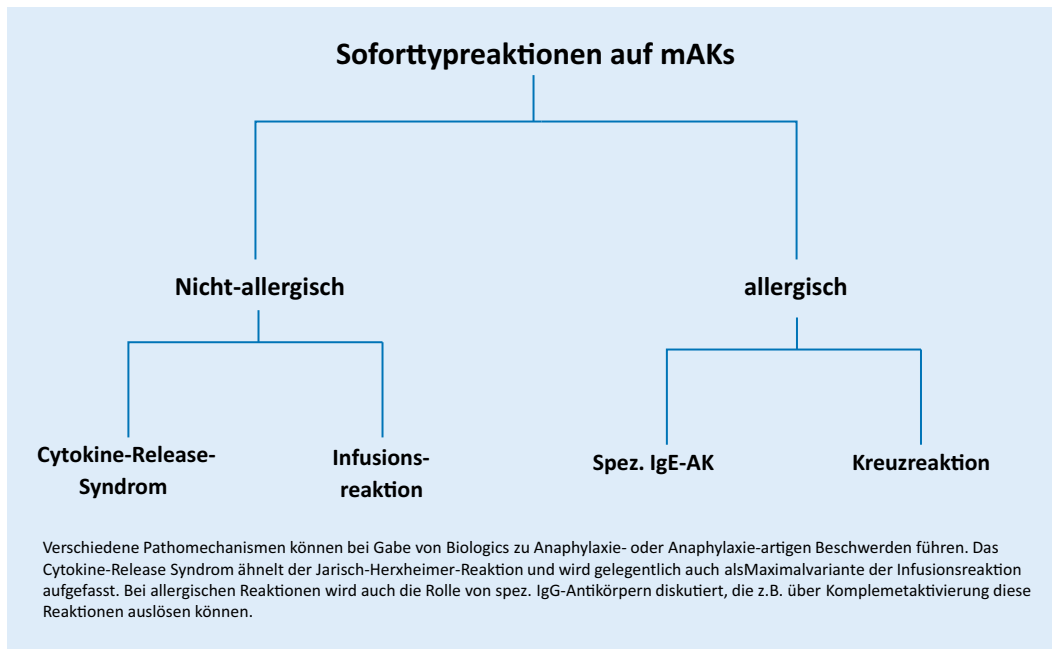 Soforttypreaktionen auf mAKs
Nicht-allergisch
allergisch
Cytokine-Release-
Syndrom
Infusions-
reaktion
Spez. IgE-AK
Kreuzreaktion
Verschiedene Pathomechanismen können bei Gabe von Biologics zu Anaphylaxie- oder Anaphylaxie-artigen Beschwerden führen. Das
Cytokine-Release Syndrom ähnelt der Jarisch-Herxheimer-Reaktion und wird gelegentlich auch alsMaximalvariante der Infusionsreaktion
aufgefasst. Bei allergischen Reaktionen wird auch die Rolle von spez. IgG-Antikörpern diskutiert, die z.B. über Komplemetaktivierung diese
Reaktionen auslösen können.